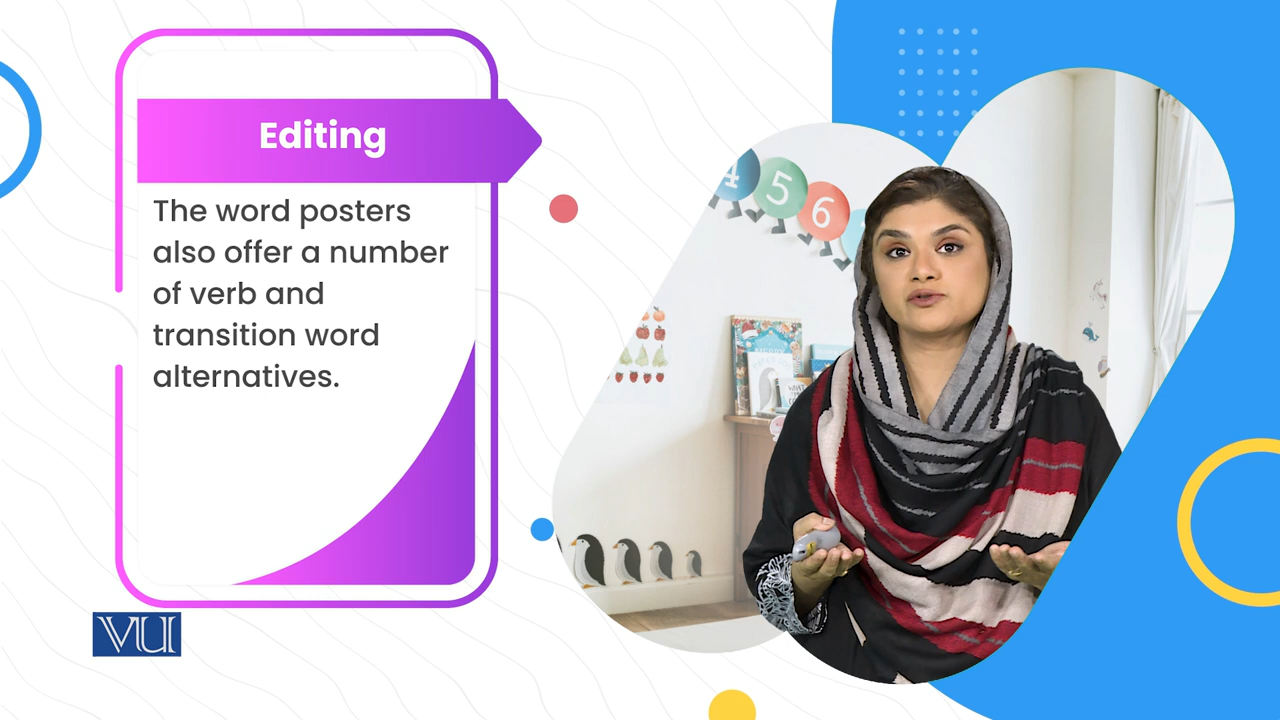 Editing
The word posters
also offer a number
of verb and
transition word
alternatives.
VU
4 5 6